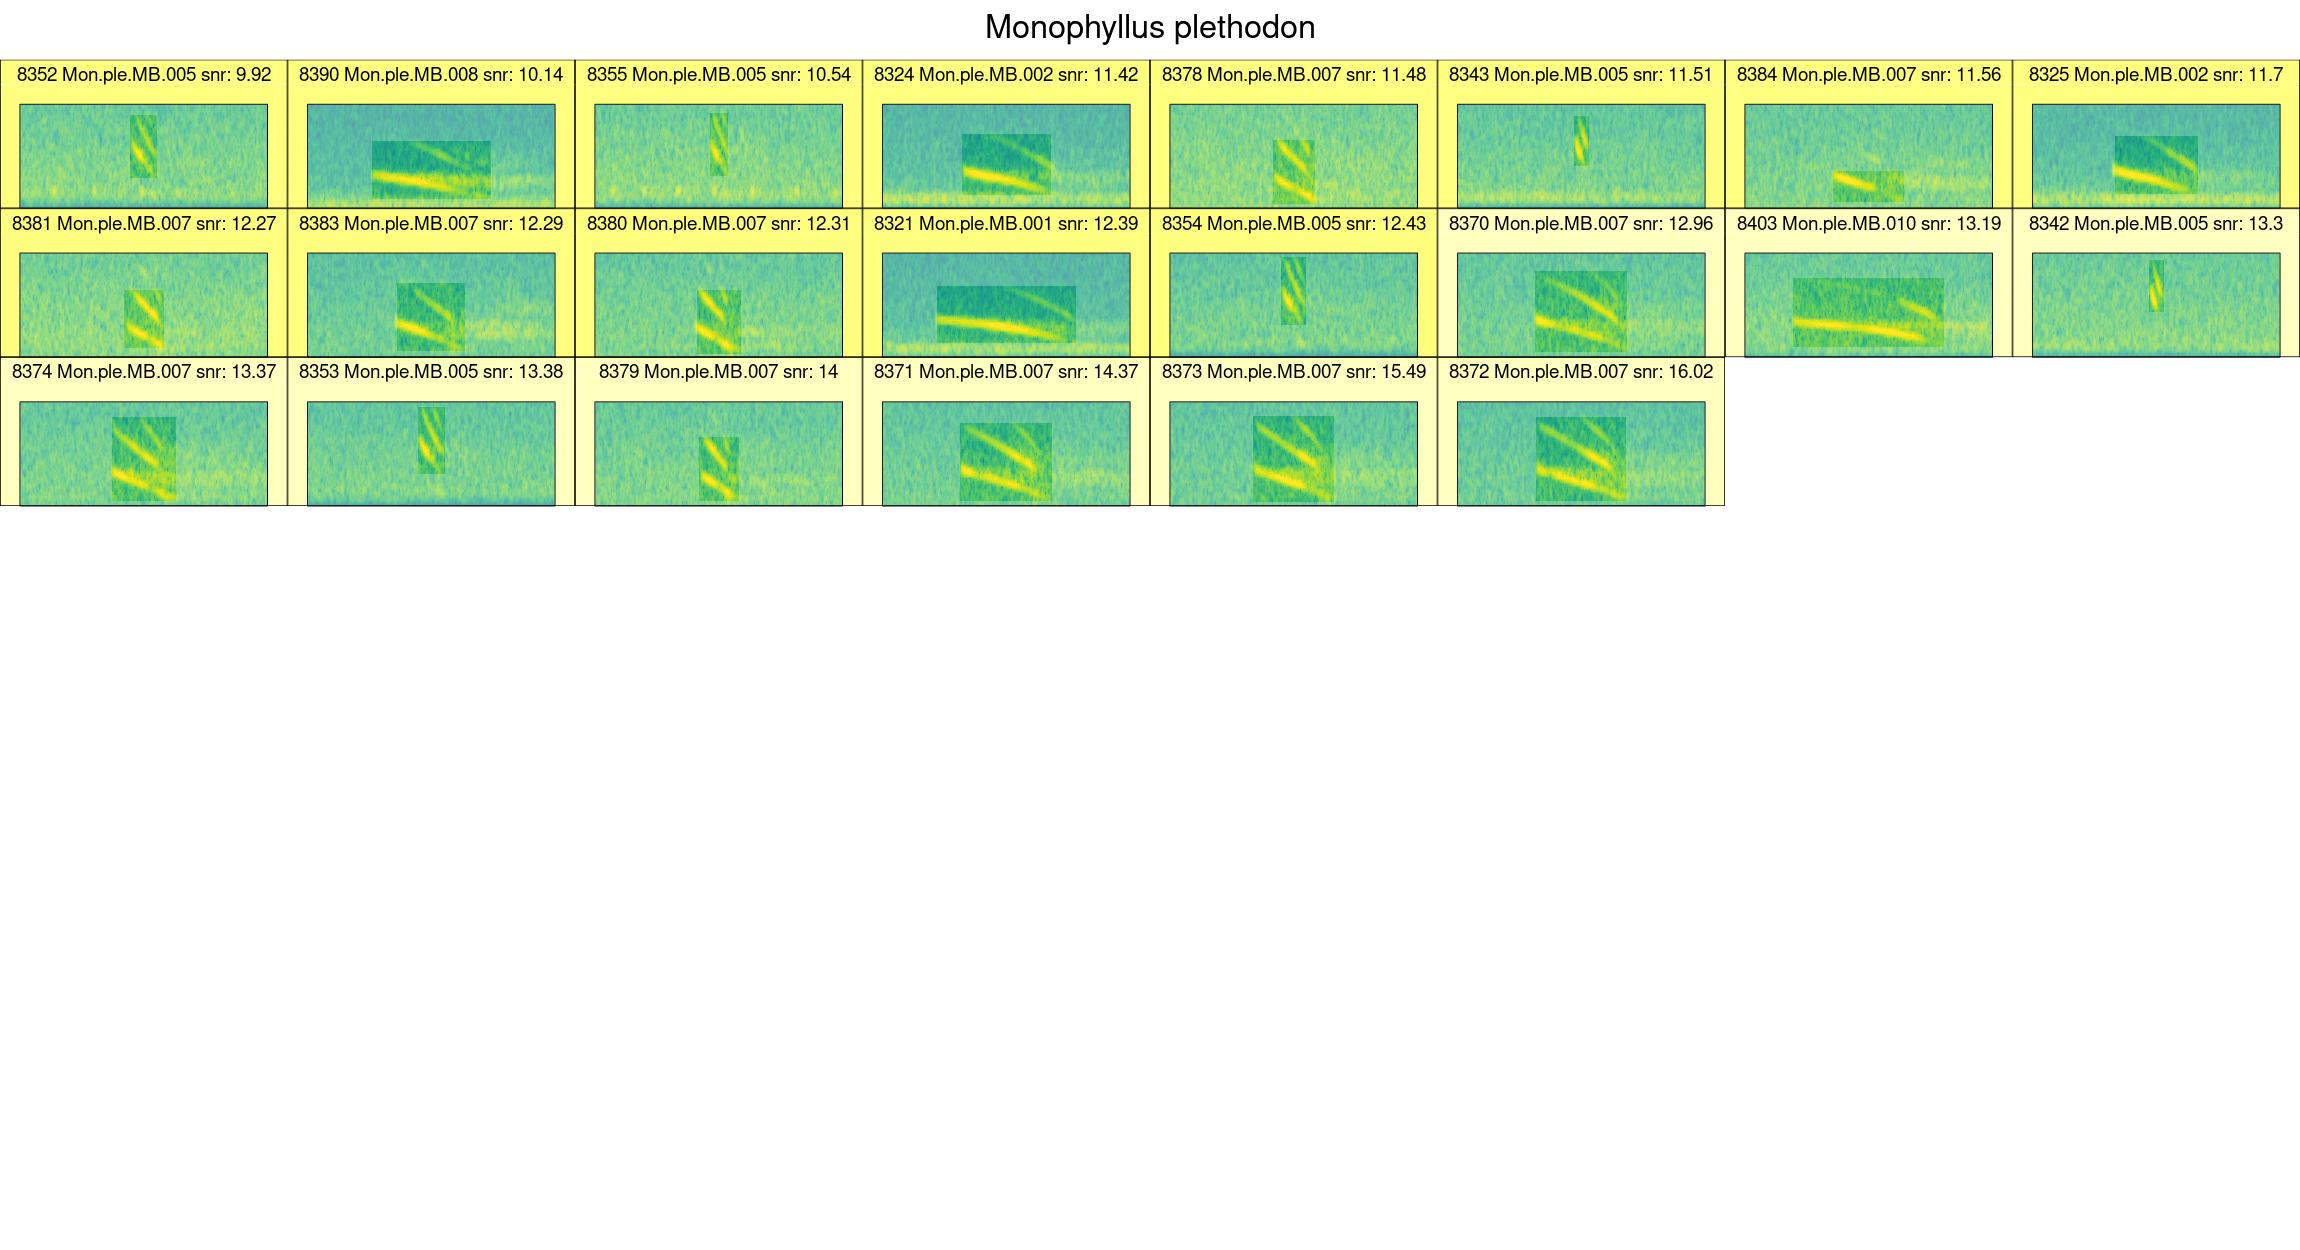 Monophyllus plethodon
8352 Mon.ple.MB.005 snr: 9.92
8390 Mon.ple.MB.008 snr: 10.14
8355 Mon.ple.MB.005 snr: 10.54
8324 Mon.ple.MB.002 snr: 11.42
8378 Mon.ple.MB.007 snr: 11.48
8343 Mon.ple.MB.005 snr: 11.51
8384 Mon.ple.MB.007 snr: 11.56
8325 Mon.ple.MB.002 snr: 11.7
8381 Mon.ple.MB.007 snr: 12.27
8383 Mon.ple.MB.007 snr: 12.29
8380 Mon.ple.MB.007 snr: 12.31
8321 Mon.ple.MB.001 snr: 12.39
8354 Mon.ple.MB.005 snr: 12.43
8370 Mon.ple.MB.007 snr: 12.96
8403 Mon.ple.MB.010 snr: 13.19
8342 Mon.ple.MB.005 snr: 13.3
8374 Mon.ple.MB.007 snr: 13.37
8353 Mon.ple.MB.005 snr: 13.38
8379 Mon.ple.MB.007 snr: 14
8371 Mon.ple.MB.007 snr: 14.37
8373 Mon.ple.MB.007 snr: 15.49
8372 Mon.ple.MB.007 snr: 16.02